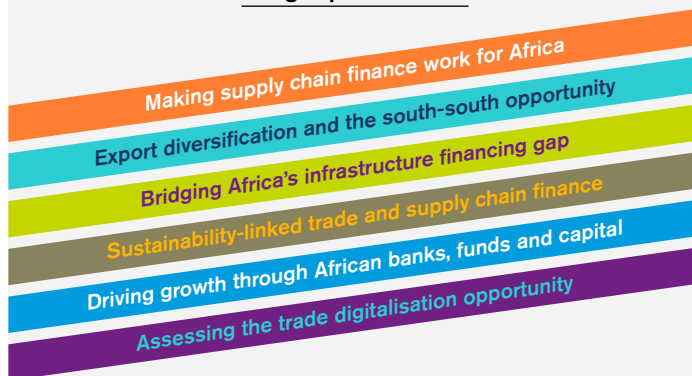 Making supply chain finance work for Africa
Export diversification and the south-south opportunity
Bridging Africa's infrastructure financing gap
Sustainability-linked trade and supply chain finance
Driving growth through African banks, funds and capital
Assessing the trade digitalisation opportunity